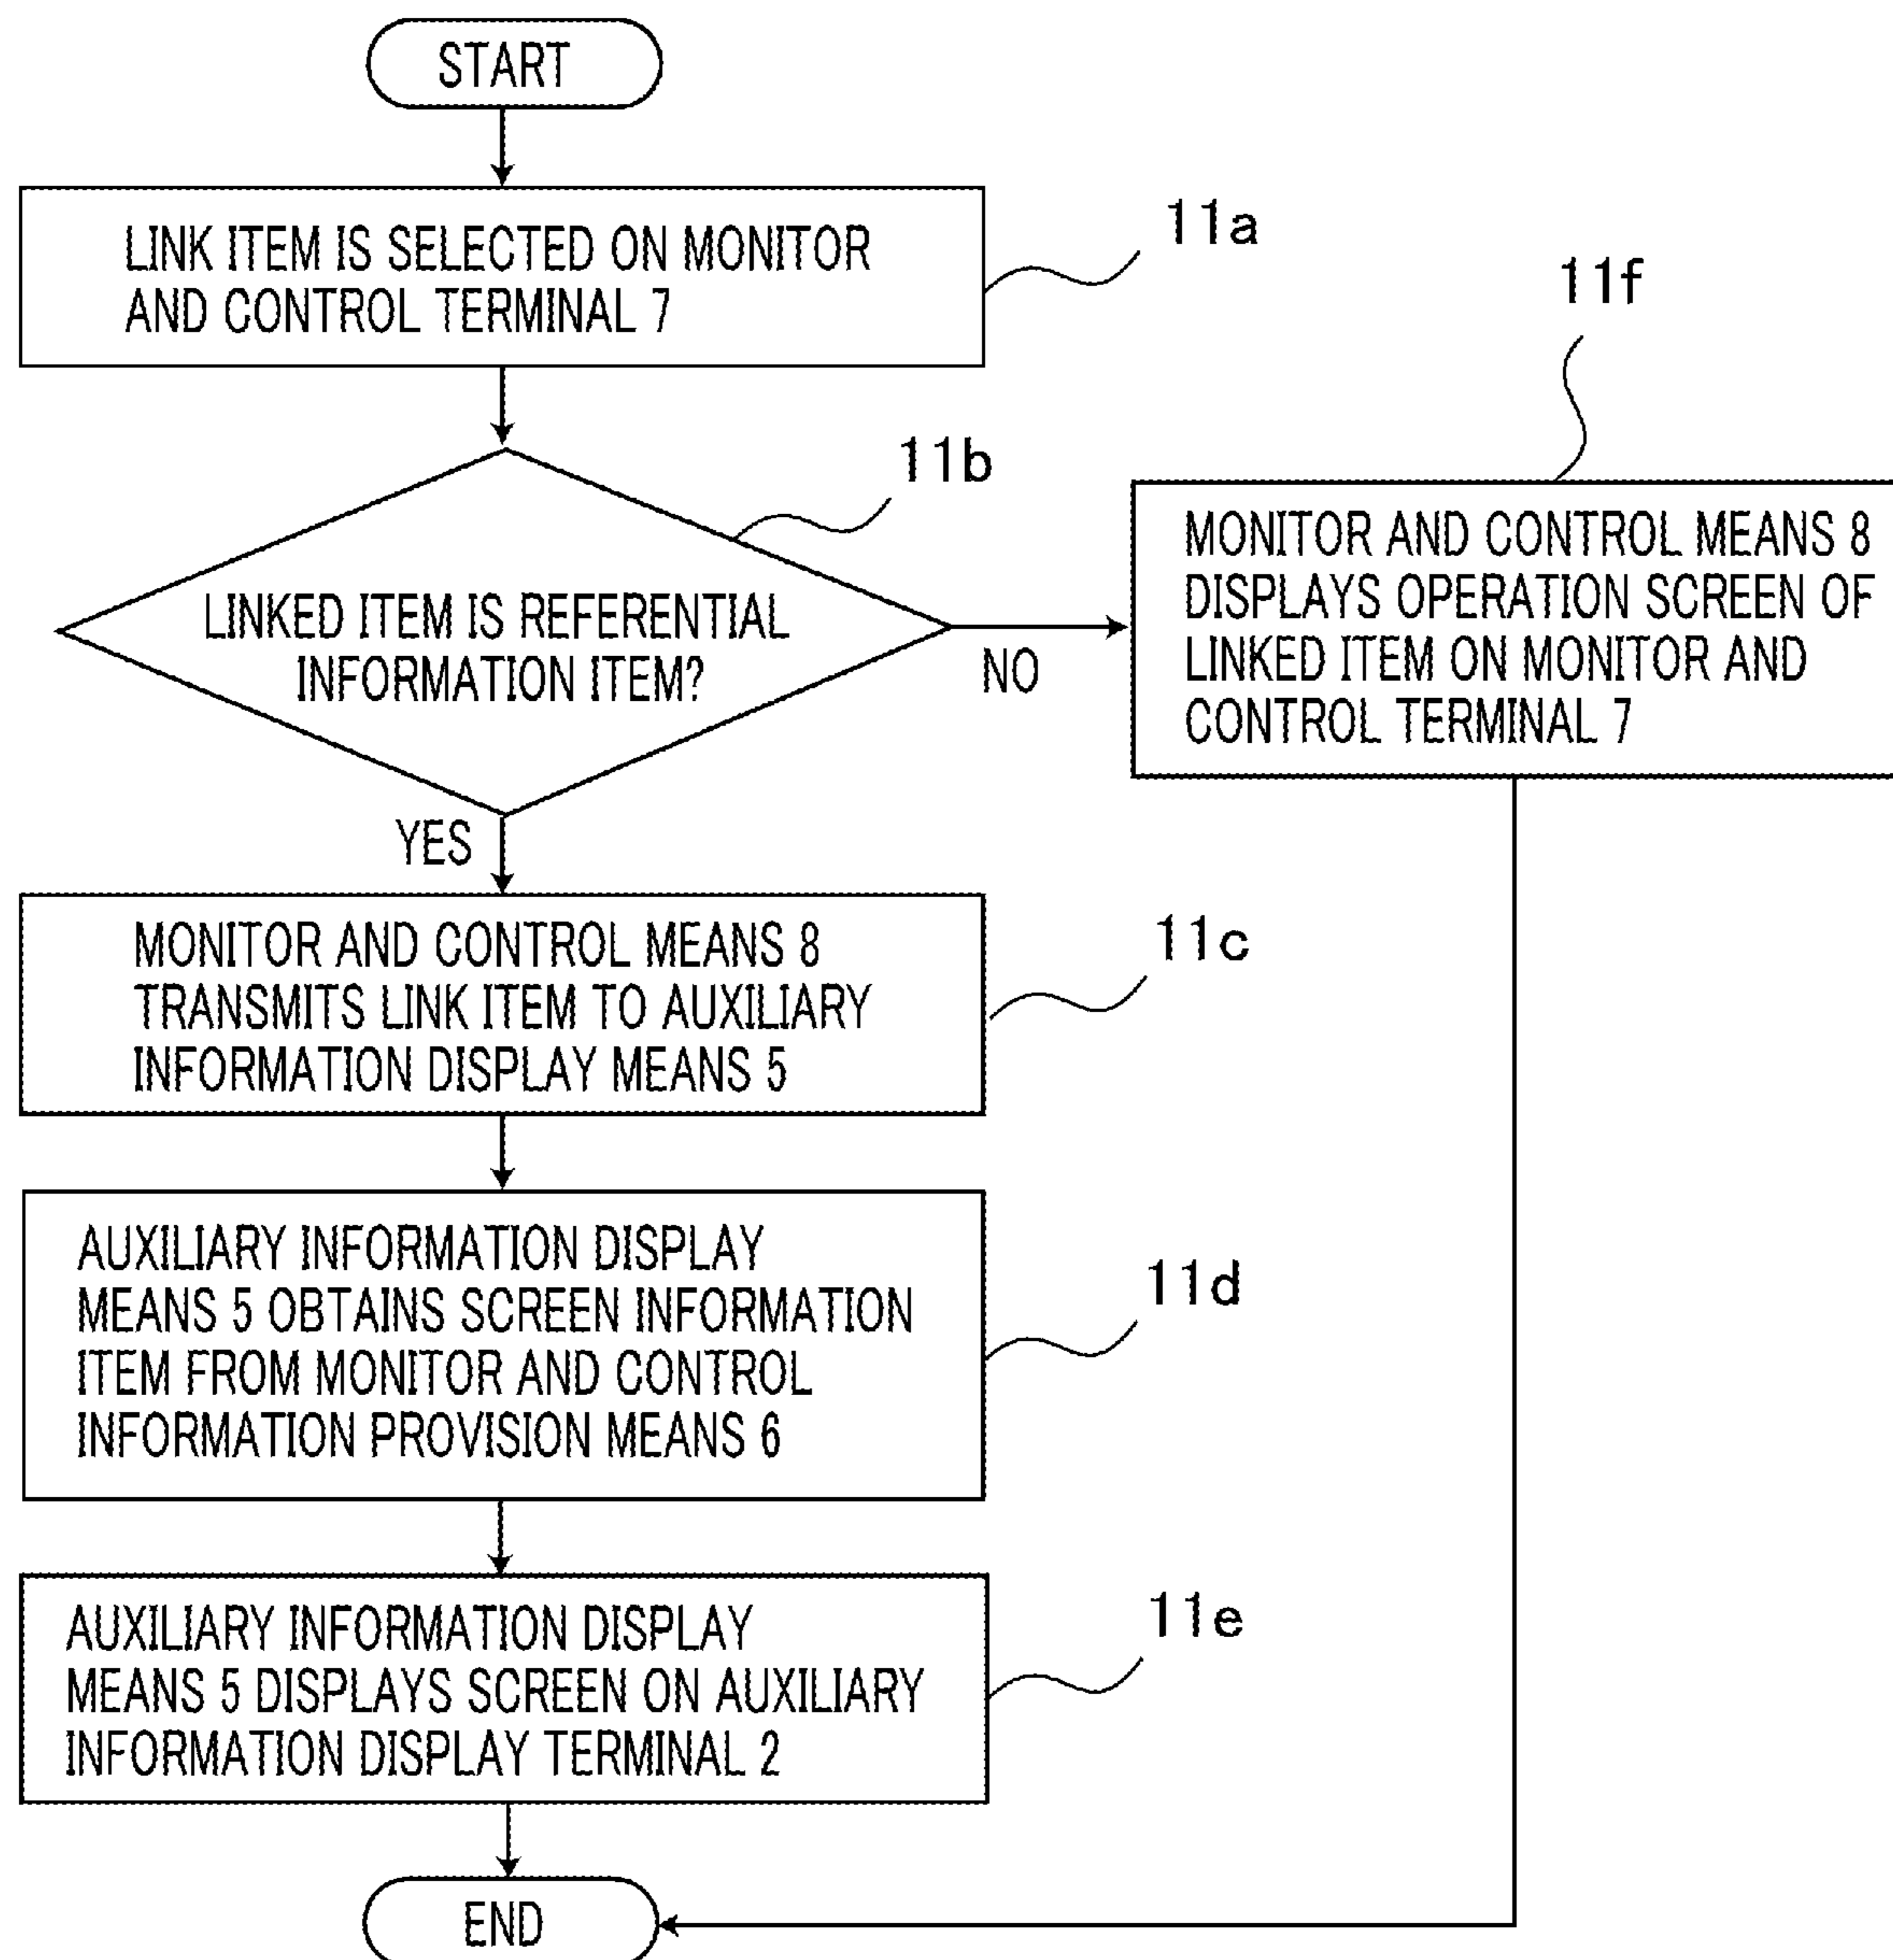 START
LINK ITEM IS SELECTED ON MONITOR
AND CONTROL TERMINAL 7
11a
11b
LINKED ITEM IS REFERENTIAL
INFORMATION ITEM?
NO
YES
11f
MONITOR AND CONTROL MEANS 8
DISPLAYS OPERATION SCREEN OF
LINKED ITEM ON MONITOR AND
CONTROL TERMINAL 7
MONITOR AND CONTROL MEANS 8
TRANSMITS LINK ITEM TO AUXILIARY
INFORMATION DISPLAY MEANS 5
11c
AUXILIARY INFORMATION DISPLAY
MEANS 5 OBTAINS SCREEN INFORMATION
ITEM FROM MONITOR AND CONTROL
INFORMATION PROVISION MEANS 6
11d
AUXILIARY INFORMATION DISPLAY
MEANS 5 DISPLAYS SCREEN ON AUXILIARY
INFORMATION DISPLAY TERMINAL 2
11e
END